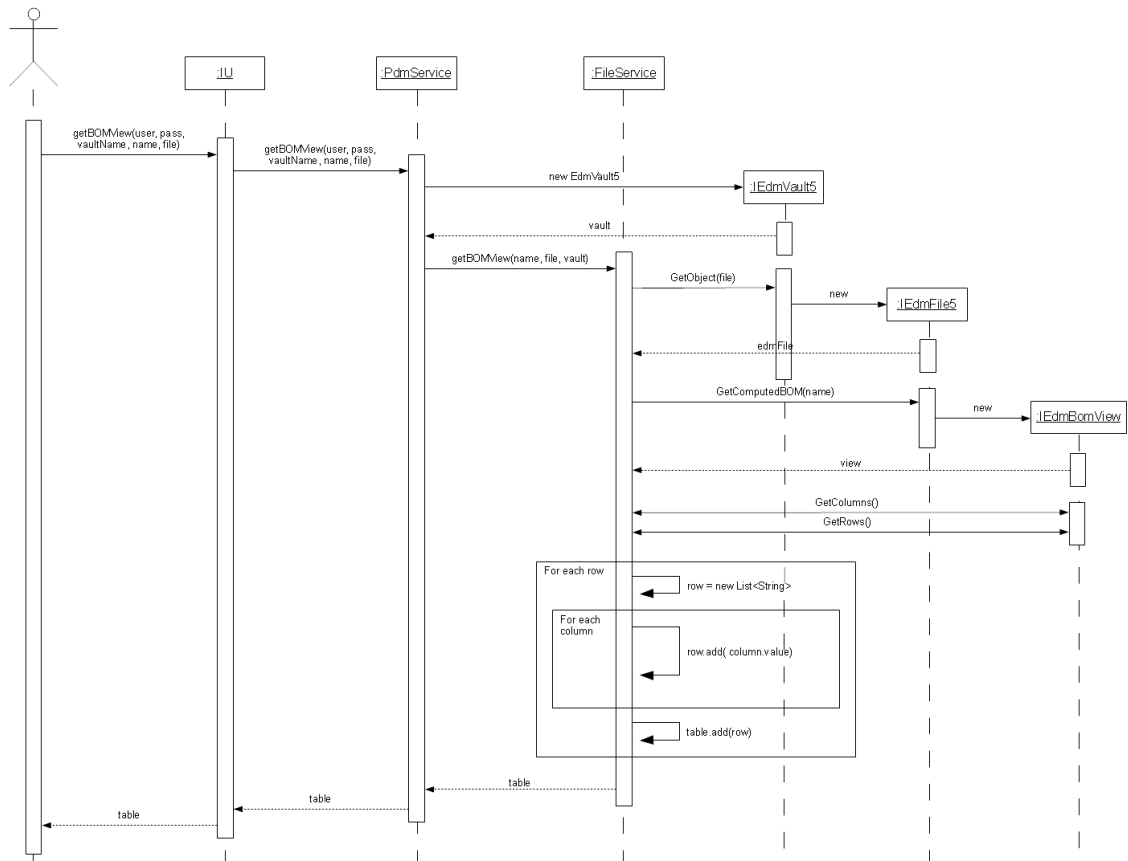 :IU
:PdmService
:FileService
getBOMView(user, pass,
vaultName, name, file)
getBOMView(user, pass,
vaultName, name, file)
new EdmVault5
:IEdmVault5
vault
getBOMView(name, file, vault)
GetObject(file)
new
:IEdmFile5
edmFile
GetComputedBOM(name)
new
:IEdmBomView
view
GetColumns()
GetRows()
For each row
row = new List<String>
For each
column
row.add( column.value)
table.add(row)
table
table
table